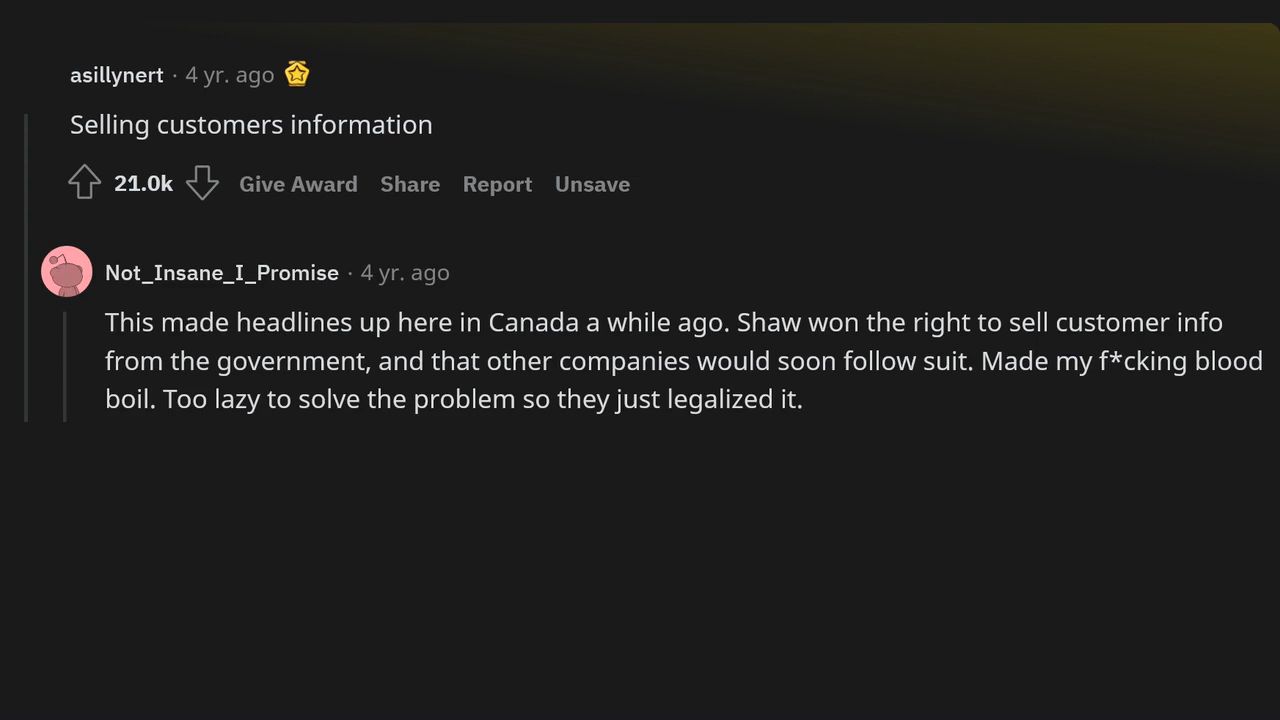 asillynert · 4 yr. ago
Selling customers information
21.0k Give Award Share Report Unsave
Not_Insane_I_Promise · 4 yr. ago
This made headlines up here in Canada a while ago. Shaw won the right to sell customer info
from the government, and that other companies would soon follow suit. Made my f*cking blood
boil. Too lazy to solve the problem so they just legalized it.